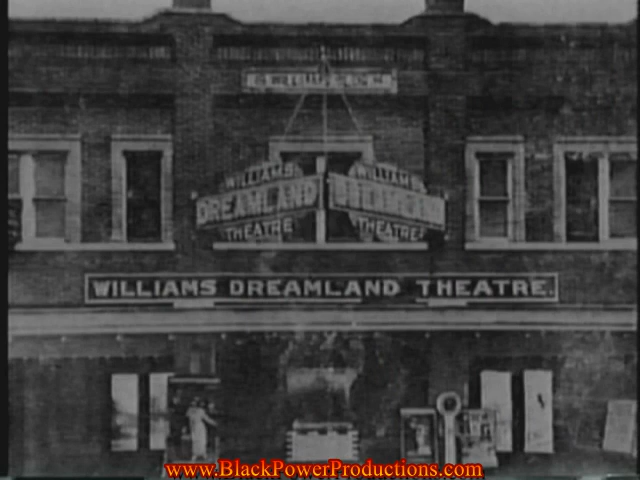 WILLIAMS
DREAMLAND
THEATRE
WILLIAMS
THEATRE
WILLIAMS DREAMLAND THEATRE.
www.BlackPowerProductions.com